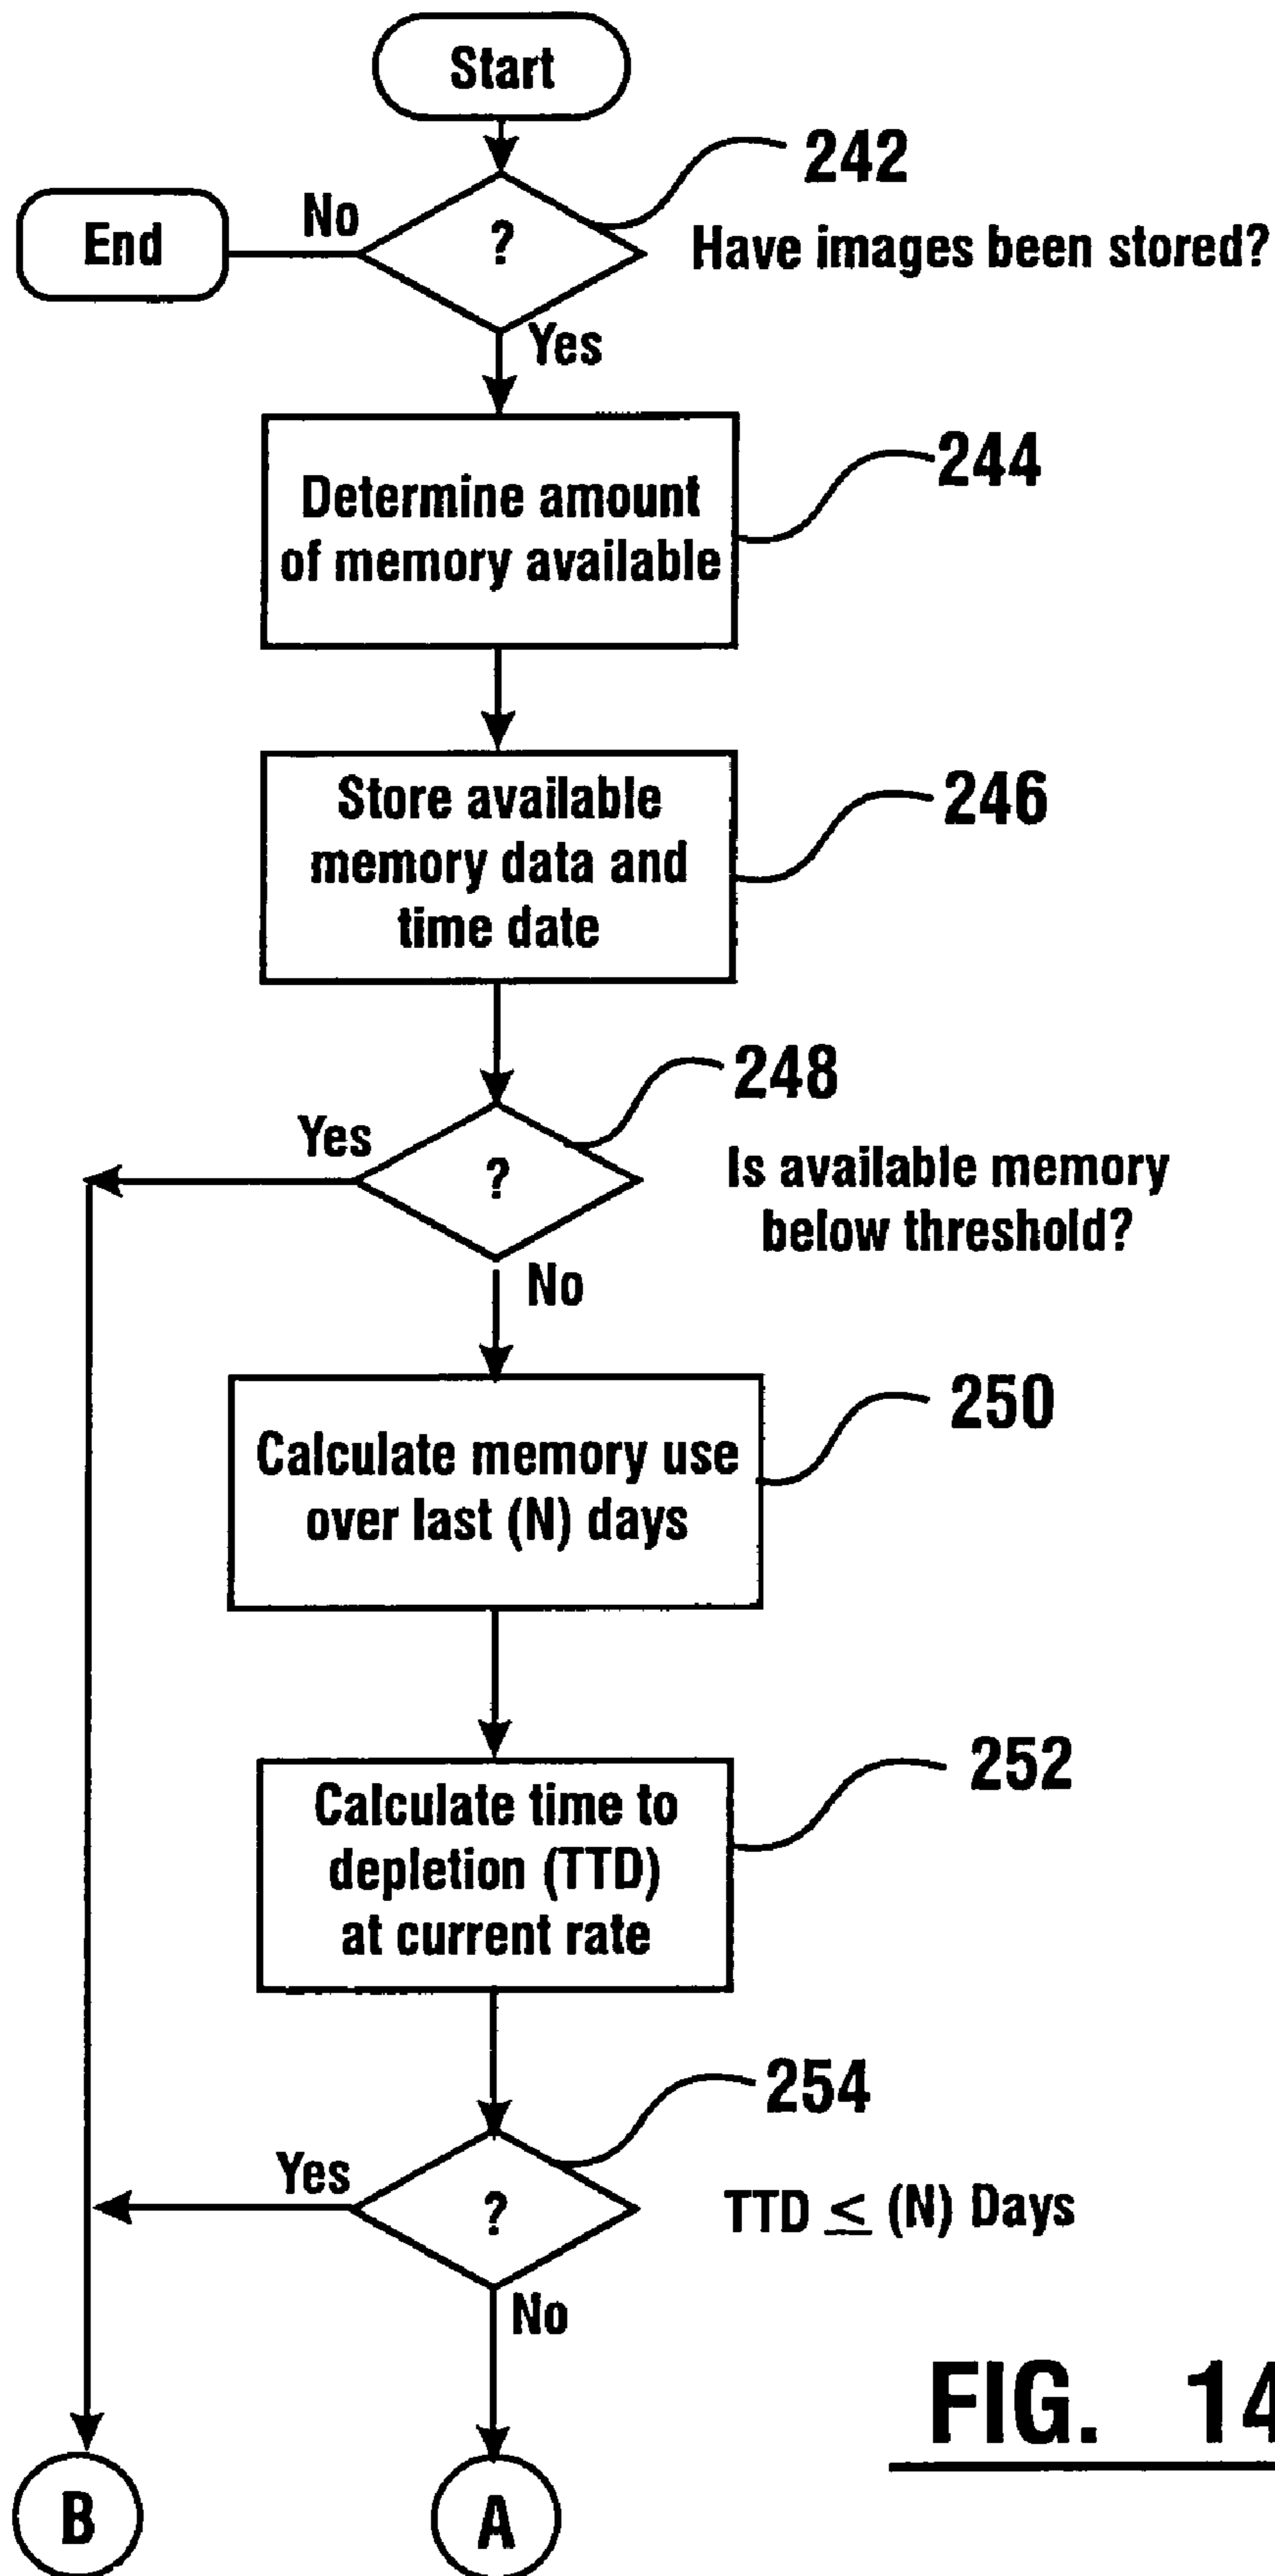 Start
242
End
No
?
Have images been stored?
Yes
244
Determine amount
of memory available
246
Store available
memory data and
time date
248
Yes
?
Is available memory
below threshold?
No
250
Calculate memory use
over last (N) days
252
Calculate time to
depletion (TTD)
at current rate
254
Yes
?
TTD ≤ (N) Days
No
FIG. 14
B
A